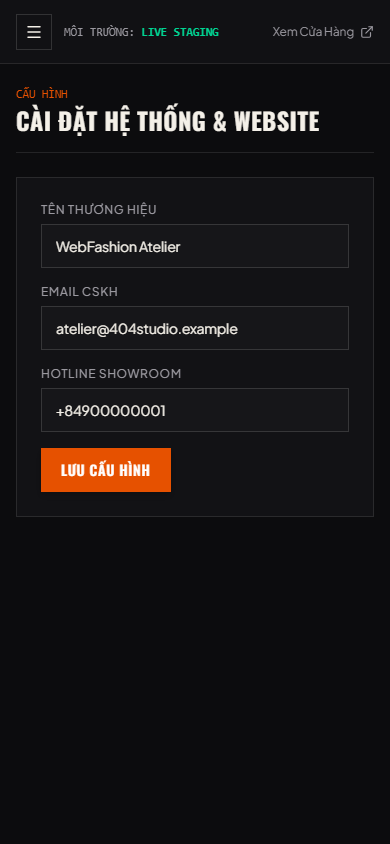 MÔI TRƯỜNG: LIVE STAGING
Xem Cửa Hàng
CẤU HÌNH
CÀI ĐẶT HỆ THỐNG & WEBSITE
TÊN THƯƠNG HIỆU
WebFashion Atelier
EMAIL CSKH
atelier@404studio.example
HOTLINE SHOWROOM
+84900000001
LƯU CẤU HÌNH